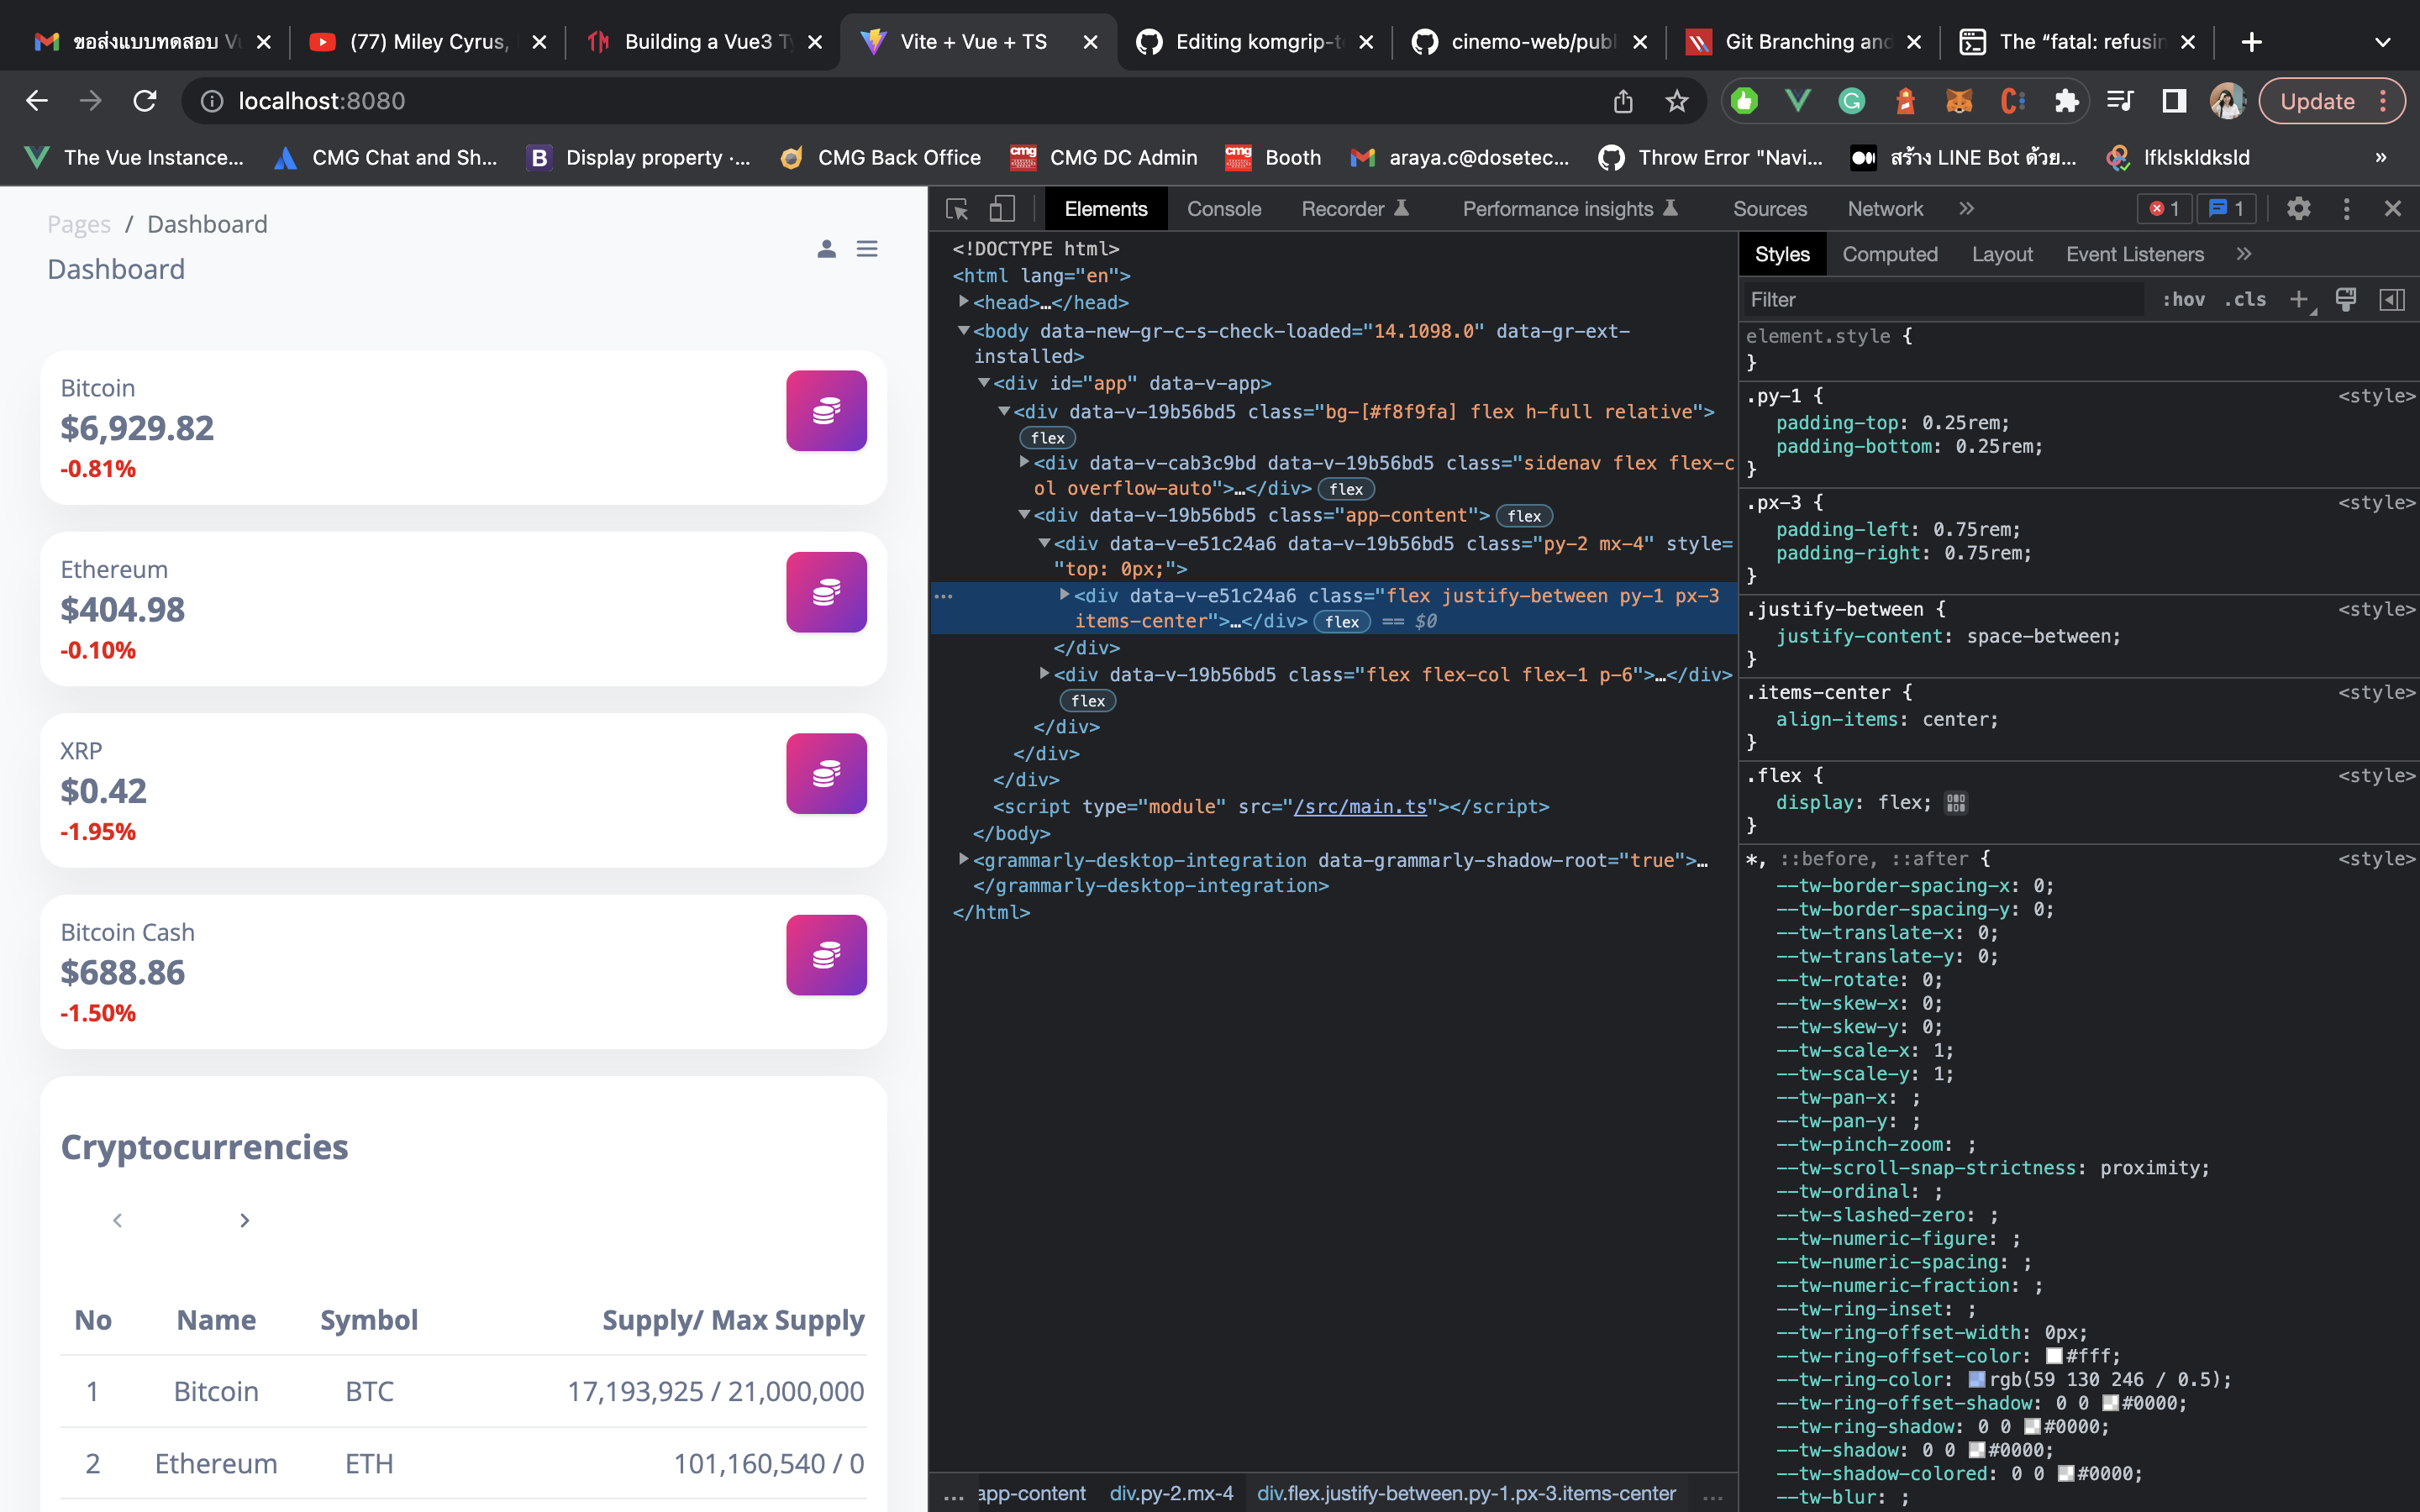 ขอส่งแบบทดสอบ Vu
(77) Miley Cyrus,
Building a Vue3 Ty
Vite + Vue + TS
Editing komgrip-te
cinemo-web/publ
Git Branching and
The “fatal: refusin
localhost:8080
Update
The Vue Instance...
CMG Chat and Sh...
Display property ·...
CMG Back Office
CMG DC Admin
Booth
araya.c@dosetec...
Throw Error "Navi...
สร้าง LINE Bot ด้วย...
lfklskldksld
»
Pages / Dashboard
Dashboard
Bitcoin
$6,929.82
-0.81%
Ethereum
$404.98
-0.10%
XRP
$0.42
-1.95%
Bitcoin Cash
$688.86
-1.50%
Cryptocurrencies
No Name Symbol Supply/ Max Supply
1 Bitcoin BTC 17,193,925 / 21,000,000
2 Ethereum ETH 101,160,540 / 0
Elements Console Recorder Performance insights Sources Network » 1 1
<!DOCTYPE html>
<html lang="en">
<head>…</head>
<body data-new-gr-c-s-check-loaded="14.1098.0" data-gr-ext-
installed>
<div id="app" data-v-app>
<div data-v-19b56bd5 class="bg-[#f8f9fa] flex h-full relative">
flex
<div data-v-cab3c9bd data-v-19b56bd5 class="sidenav flex flex-c
ol overflow-auto">…</div> flex
<div data-v-19b56bd5 class="app-content"> flex
<div data-v-e51c24a6 data-v-19b56bd5 class="py-2 mx-4" style=
"top: 0px;">
<div data-v-e51c24a6 class="flex justify-between py-1 px-3
items-center">…</div> flex == $0
</div>
<div data-v-19b56bd5 class="flex flex-col flex-1 p-6">…</div>
flex
</div>
</div>
</div>
<script type="module" src="/src/main.ts"></script>
</body>
<grammarly-desktop-integration data-grammarly-shadow-root="true">…
</grammarly-desktop-integration>
</html>
... app-content div.py-2.mx-4 div.flex.justify-between.py-1.px-3.items-center ...
Styles Computed Layout Event Listeners »
Filter :hov .cls
element.style {
}
.py-1 { <style>
padding-top: 0.25rem;
padding-bottom: 0.25rem;
}
.px-3 { <style>
padding-left: 0.75rem;
padding-right: 0.75rem;
}
.justify-between { <style>
justify-content: space-between;
}
.items-center { <style>
align-items: center;
}
.flex { <style>
display: flex;
}
*, ::before, ::after { <style>
--tw-border-spacing-x: 0;
--tw-border-spacing-y: 0;
--tw-translate-x: 0;
--tw-translate-y: 0;
--tw-rotate: 0;
--tw-skew-x: 0;
--tw-skew-y: 0;
--tw-scale-x: 1;
--tw-scale-y: 1;
--tw-pan-x: ;
--tw-pan-y: ;
--tw-pinch-zoom: ;
--tw-scroll-snap-strictness: proximity;
--tw-ordinal: ;
--tw-slashed-zero: ;
--tw-numeric-figure: ;
--tw-numeric-spacing: ;
--tw-numeric-fraction: ;
--tw-ring-inset: ;
--tw-ring-offset-width: 0px;
--tw-ring-offset-color: #fff;
--tw-ring-color: rgb(59 130 246 / 0.5);
--tw-ring-offset-shadow: 0 0 #0000;
--tw-ring-shadow: 0 0 #0000;
--tw-shadow: 0 0 #0000;
--tw-shadow-colored: 0 0 #0000;
--tw-blur: ;